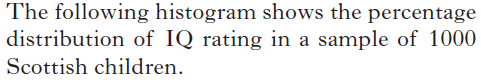 The following histogram shows the percentage
distribution of IQ rating in a sample of 1000
Scottish children.